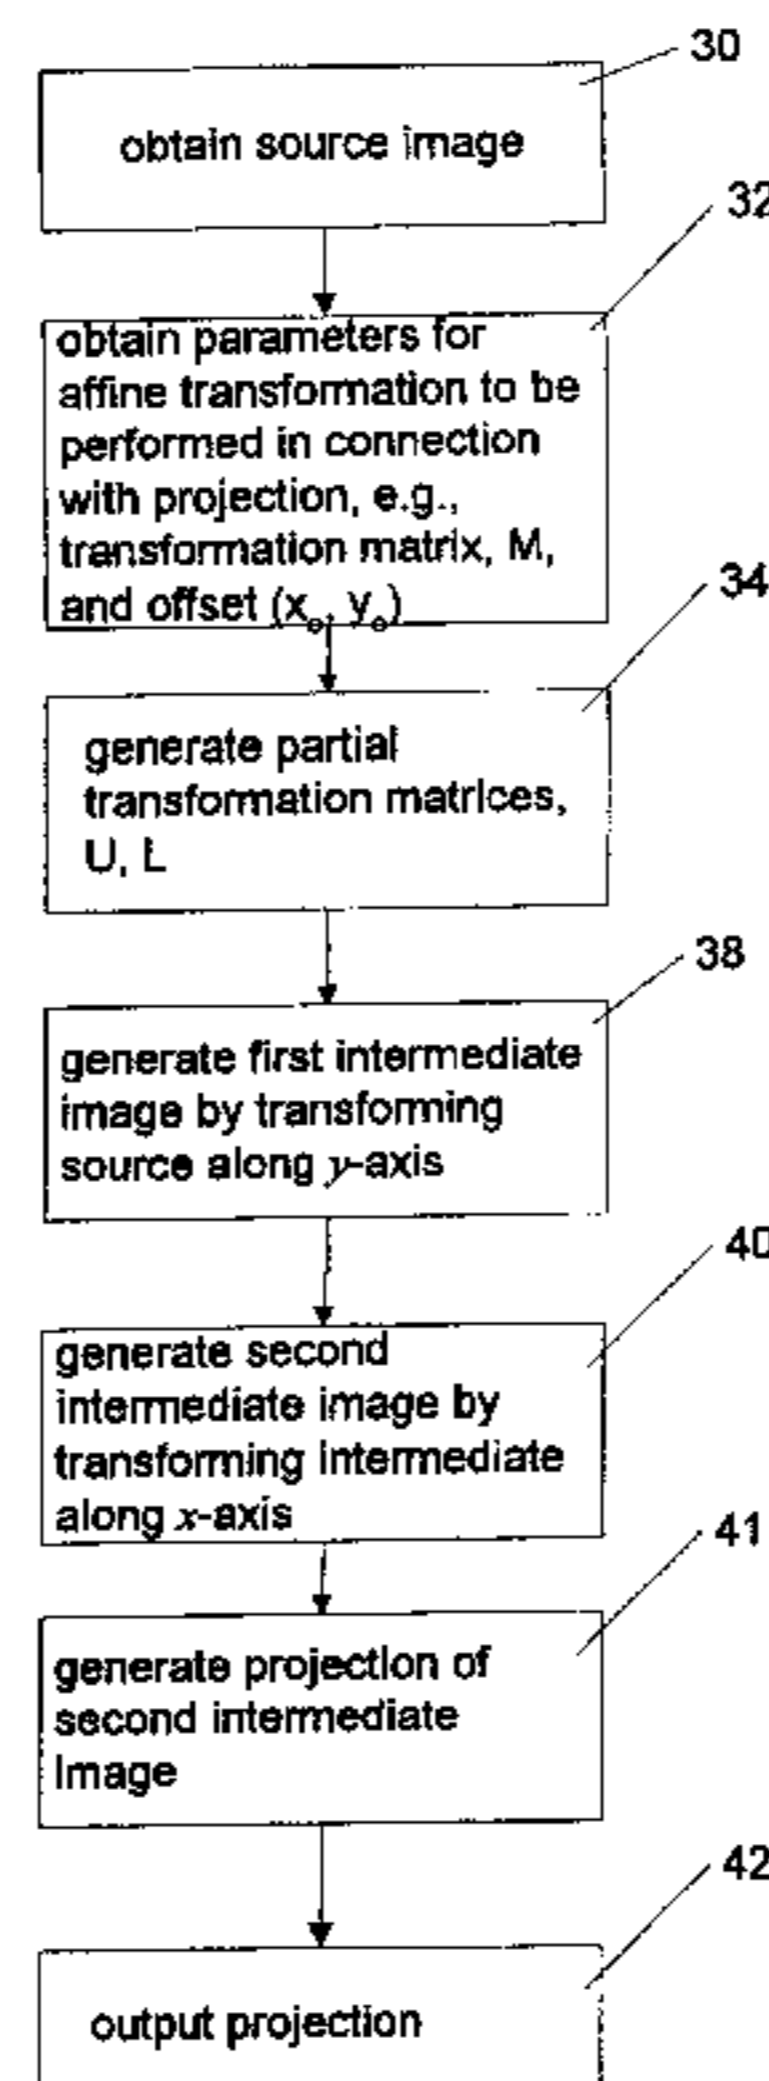 30
obtain source image
32
obtain parameters for
affine transformation to be
performed in connection
with projection, e.g.,
transformation matrix, M,
and offset (xₒ, yₒ)
34
generate partial
transformation matrices,
U, L
38
generate first intermediate
image by transforming
source along y-axis
40
generate second
intermediate image by
transforming intermediate
along x-axis
41
generate projection of
second intermediate
image
42
output projection